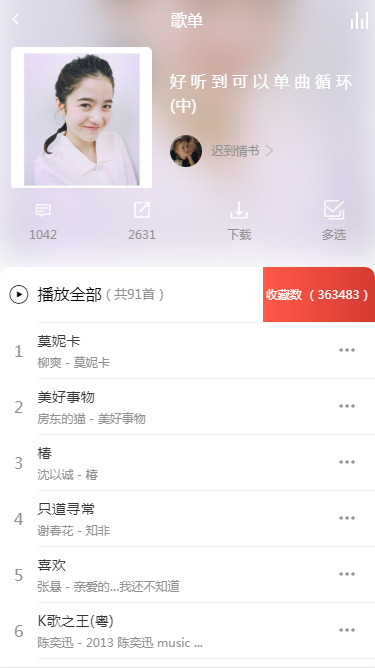 歌单
好听到可以单曲循环
(中)
迟到情书
1042
2631
下载
多选
播放全部 ( 共91首 )
收藏数 ( 363483 )
1
莫妮卡
柳爽 - 莫妮卡
2
美好事物
房东的猫 - 美好事物
3
椿
沈以诚 - 椿
4
只道寻常
谢春花 - 知非
5
喜欢
张悬 - 亲爱的...我还不知道
6
K歌之王(粤)
陈奕迅 - 2013 陈奕迅 music ...